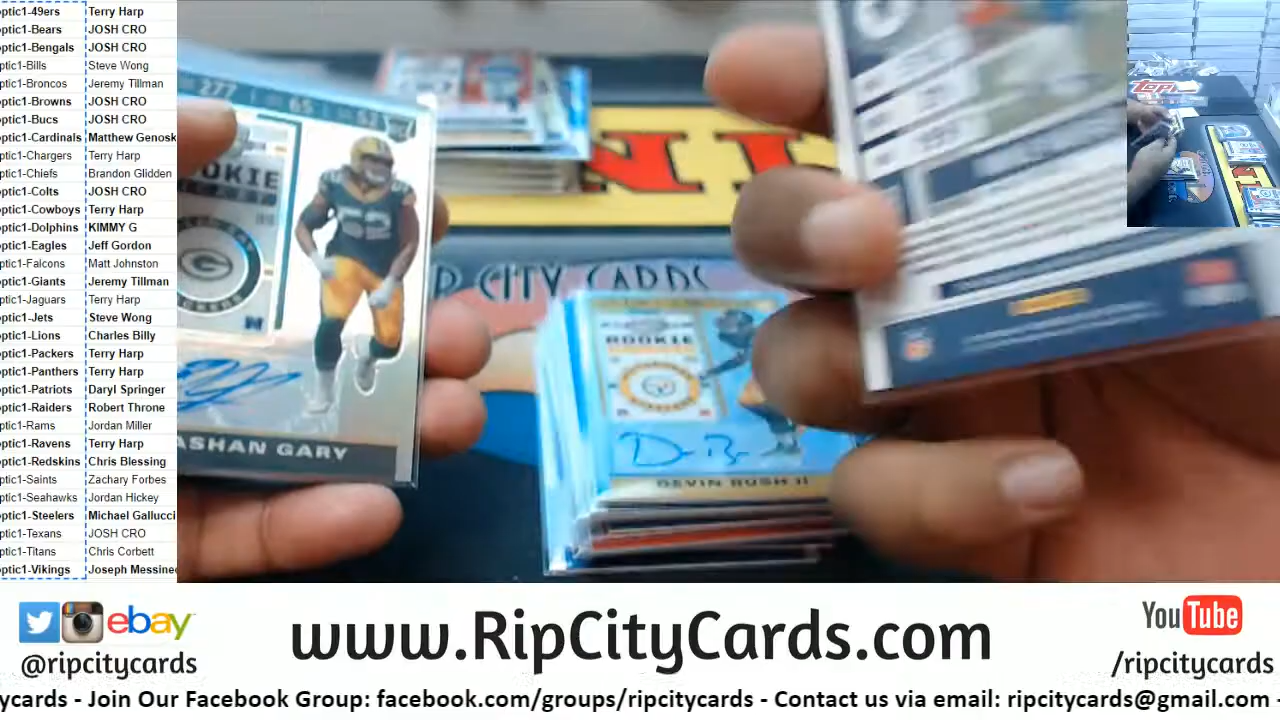 optic1-49ers Terry Harp
ptic1-Bears JOSH CRO
ptic1-Bengals JOSH CRO
ptic1-Bills Steve Wong
ptic1-Broncos Jeremy Tillman
ptic1-Browns JOSH CRO
ptic1-Bucs JOSH CRO
ptic1-Cardinals Matthew Genosk
ptic1-Chargers Terry Harp
ptic1-Chiefs Brandon Glidden
ptic1-Colts JOSH CRO
ptic1-Cowboys Terry Harp
ptic1-Dolphins KIMMY G
ptic1-Eagles Jeff Gordon
ptic1-Falcons Matt Johnston
ptic1-Giants Jeremy Tillman
ptic1-Jaguars Terry Harp
ptic1-Jets Steve Wong
ptic1-Lions Charles Billy
ptic1-Packers Terry Harp
ptic1-Panthers Terry Harp
ptic1-Patriots Daryl Springer
ptic1-Raiders Robert Throne
ptic1-Rams Jordan Miller
ptic1-Ravens Terry Harp
ptic1-Redskins Chris Blessing
ptic1-Saints Zachary Forbes
ptic1-Seahawks Jordan Hickey
ptic1-Steelers Michael Gallucci
ptic1-Texans JOSH CRO
ptic1-Titans Chris Corbett
ptic1-Vikings Joseph Messine
277 65
OOKIE
G
52
ASHAN GARY
P CITY CARDS
ROOKIE
DEVIN BUSH II
ebay
@ripcitycards
www.RipCityCards.com
YouTube
/ripcitycards
ycards - Join Our Facebook Group: facebook.com/groups/ripcitycards - Contact us via email: ripcitycards@gmail.com -